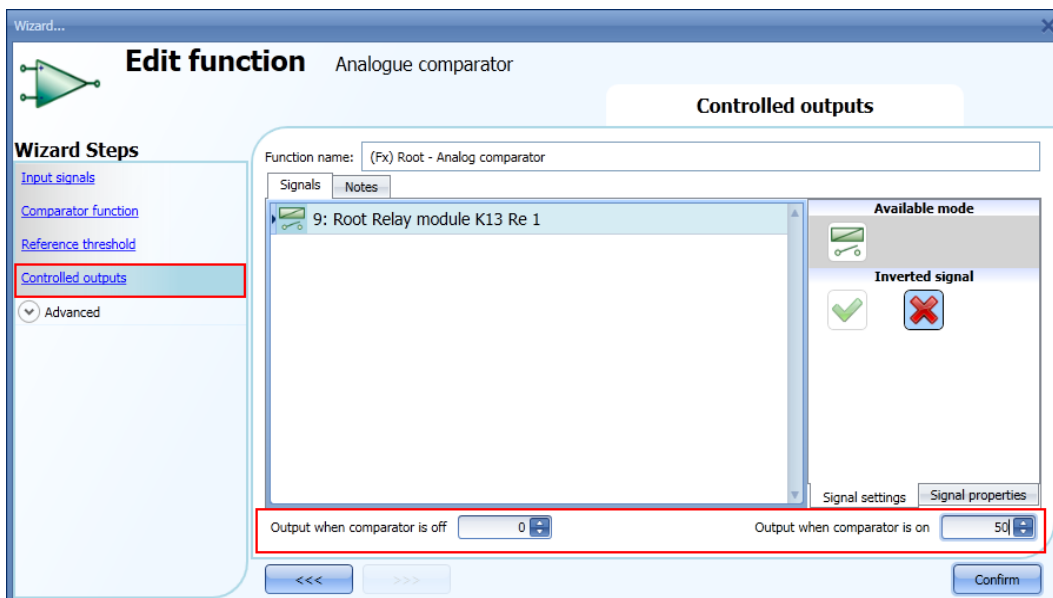 Wizard...
Edit function Analogue comparator
Controlled outputs
Wizard Steps
Input signals
Comparator function
Reference threshold
Controlled outputs
Advanced
Function name: (Fx) Root - Analog comparator
Signals Notes
9: Root Relay module K13 Re 1
Available mode
Inverted signal
Signal settings Signal properties
Output when comparator is off 0 Output when comparator is on 50
<<< >>> Confirm